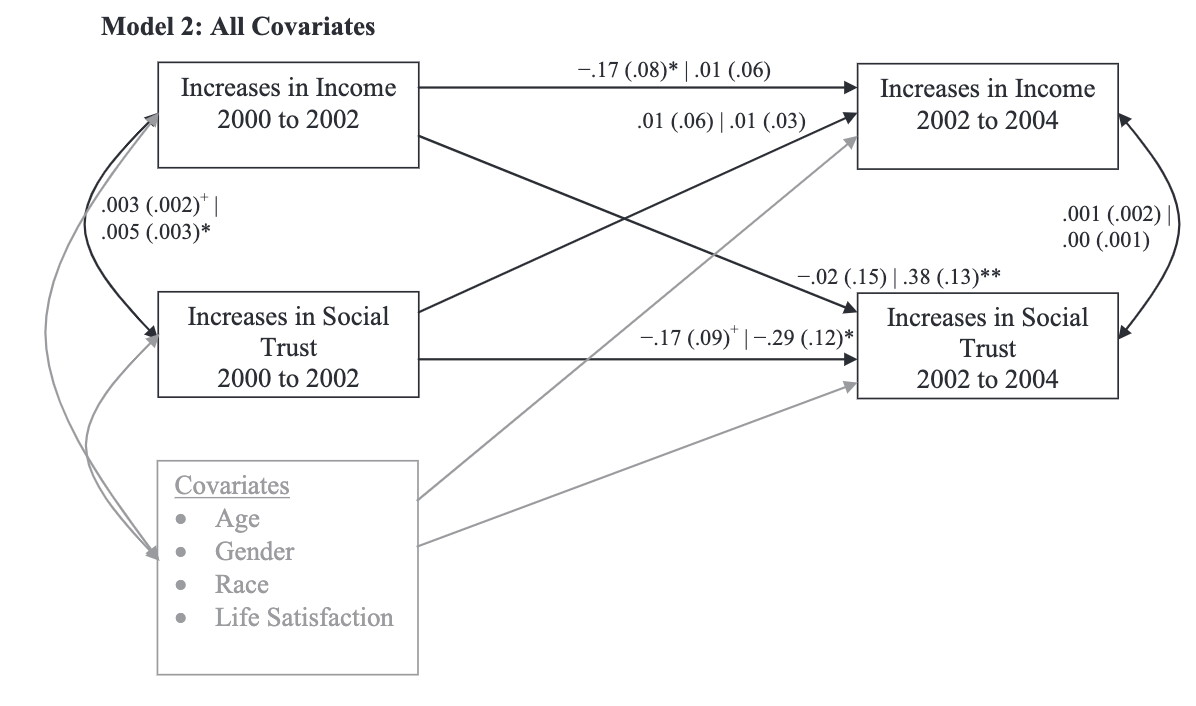 Model 2: All Covariates
Increases in Income
2000 to 2002
−.17 (.08)* | .01 (.06)
.01 (.06) | .01 (.03)
Increases in Income
2002 to 2004
.003 (.002)⁺ |
.005 (.003)*
.001 (.002) |
.00 (.001)
−.02 (.15) | .38 (.13)**
Increases in Social
Trust
2000 to 2002
−.17 (.09)⁺ | −.29 (.12)*
Increases in Social
Trust
2002 to 2004
Covariates
• Age
• Gender
• Race
• Life Satisfaction